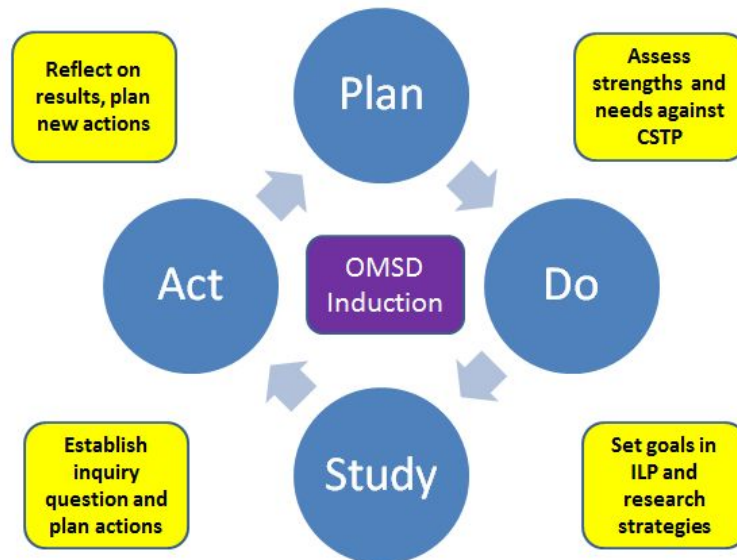 Plan
Reflect on
results, plan
new actions
Assess
strengths and
needs against
CSTP
Act
OMSD
Induction
Do
Study
Establish
inquiry
question and
plan actions
Set goals in
ILP and
research
strategies